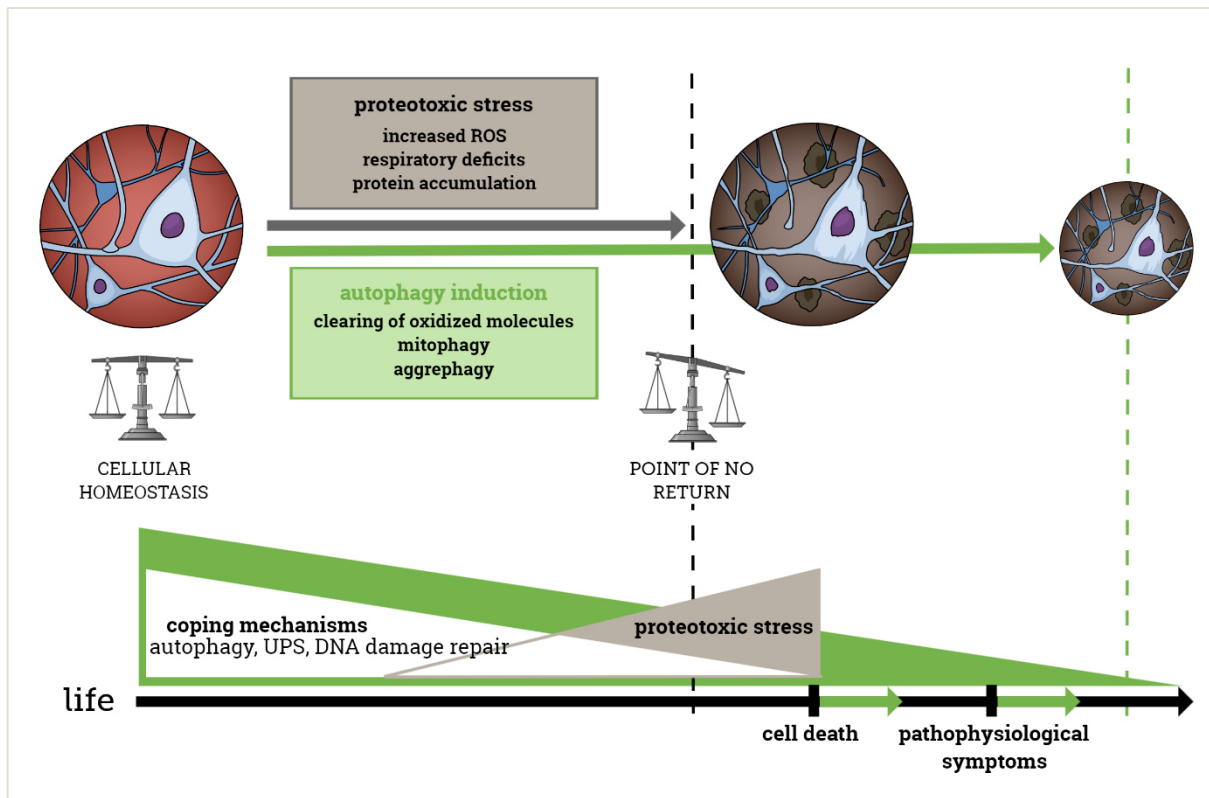 proteotoxic stress
increased ROS
respiratory deficits
protein accumulation
autophagy induction
clearing of oxidized molecules
mitophagy
aggrephagy
CELLULAR
HOMEOSTASIS
POINT OF NO
RETURN
coping mechanisms
autophagy, UPS, DNA damage repair
proteotoxic stress
life
cell death
pathophysiological
symptoms